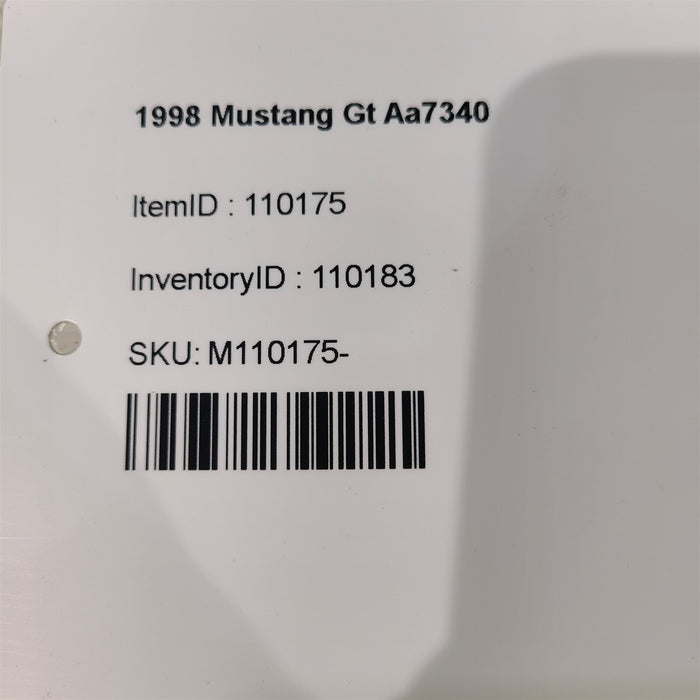 1998 Mustang Gt Aa7340
ItemID : 110175
InventoryID : 110183
SKU: M110175-